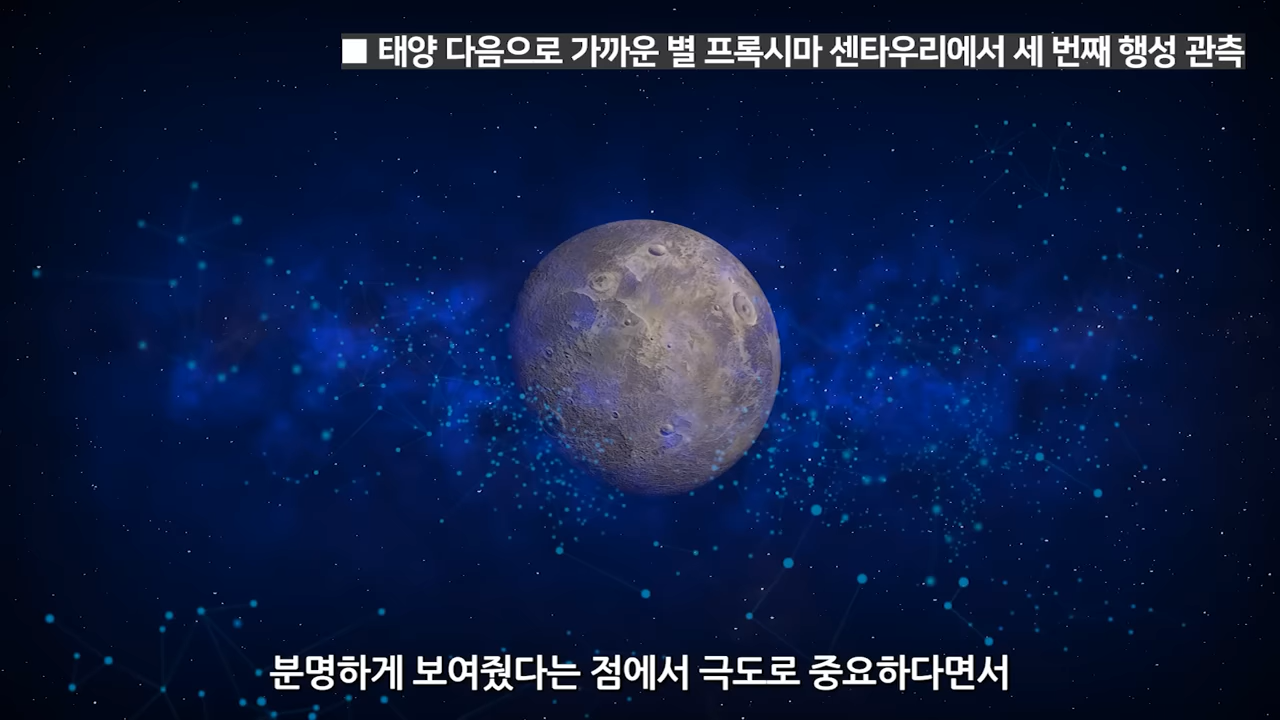 ■ 태양 다음으로 가까운 별 프록시마 센타우리에서 세 번째 행성 관측
분명하게 보여줬다는 점에서 극도로 중요하다면서